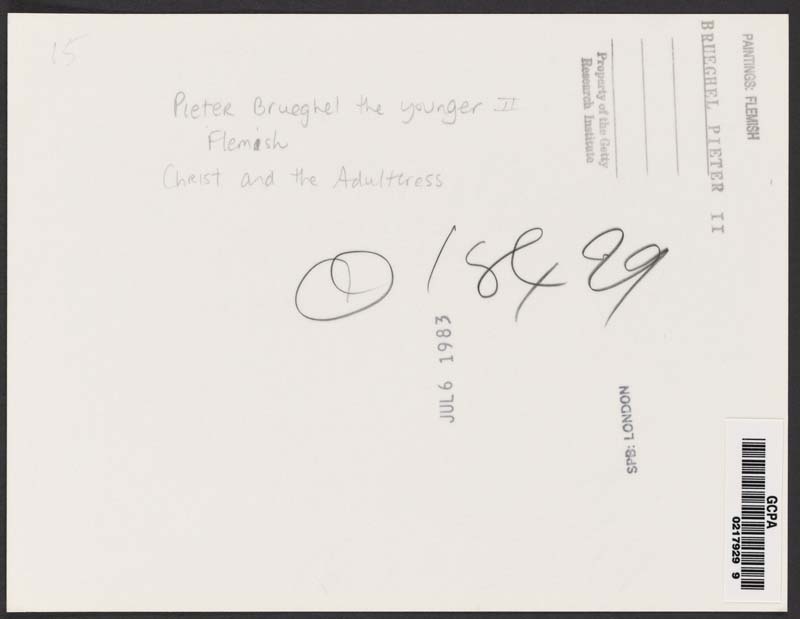 15
Pieter Brueghel the younger II
Flemish
Christ and the Adulteress
JUL 6 1983
SPB: LONDON
Property of the Getty
Research Institute
BRUEGHEL PIETER II
PAINTINGS: FLEMISH
GCPA
0217929 9